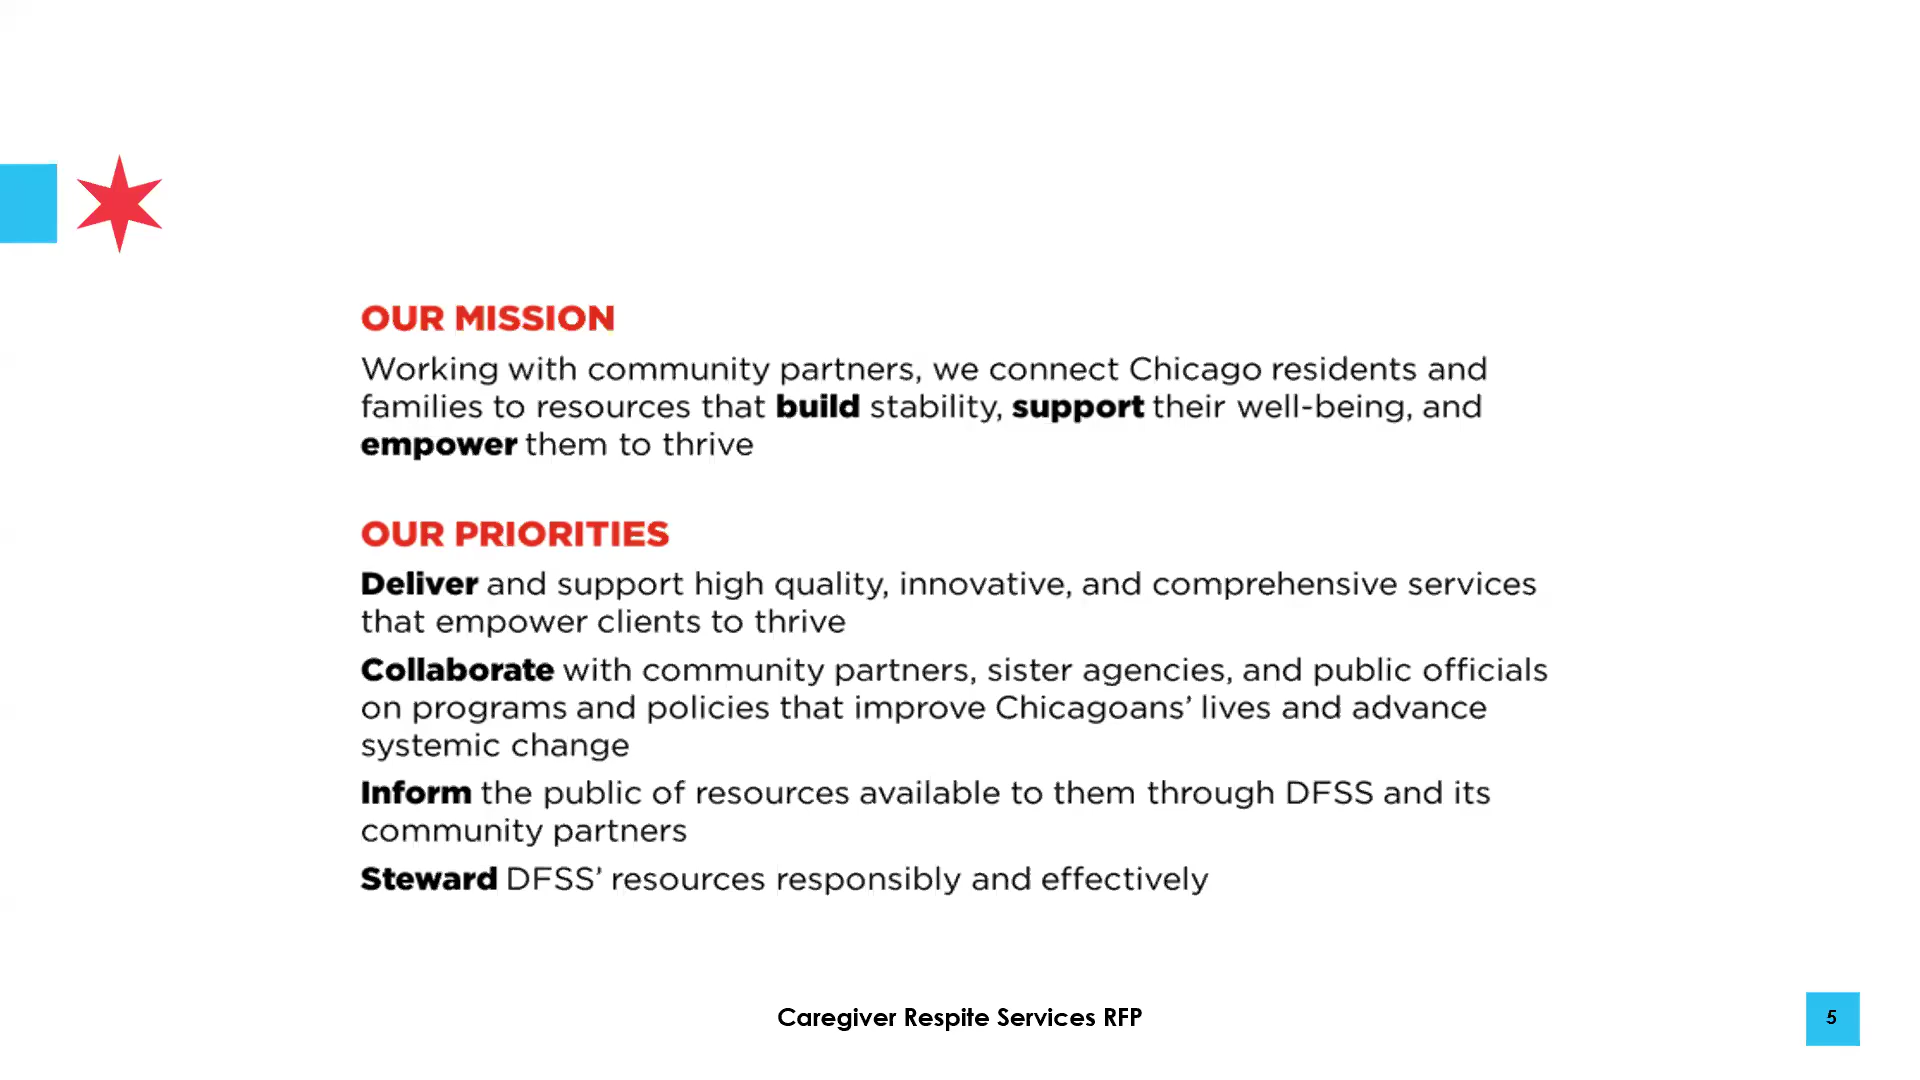 OUR MISSION
Working with community partners, we connect Chicago residents and
families to resources that build stability, support their well-being, and
empower them to thrive
OUR PRIORITIES
Deliver and support high quality, innovative, and comprehensive services
that empower clients to thrive
Collaborate with community partners, sister agencies, and public officials
on programs and policies that improve Chicagoans’ lives and advance
systemic change
Inform the public of resources available to them through DFSS and its
community partners
Steward DFSS’ resources responsibly and effectively
Caregiver Respite Services RFP
5